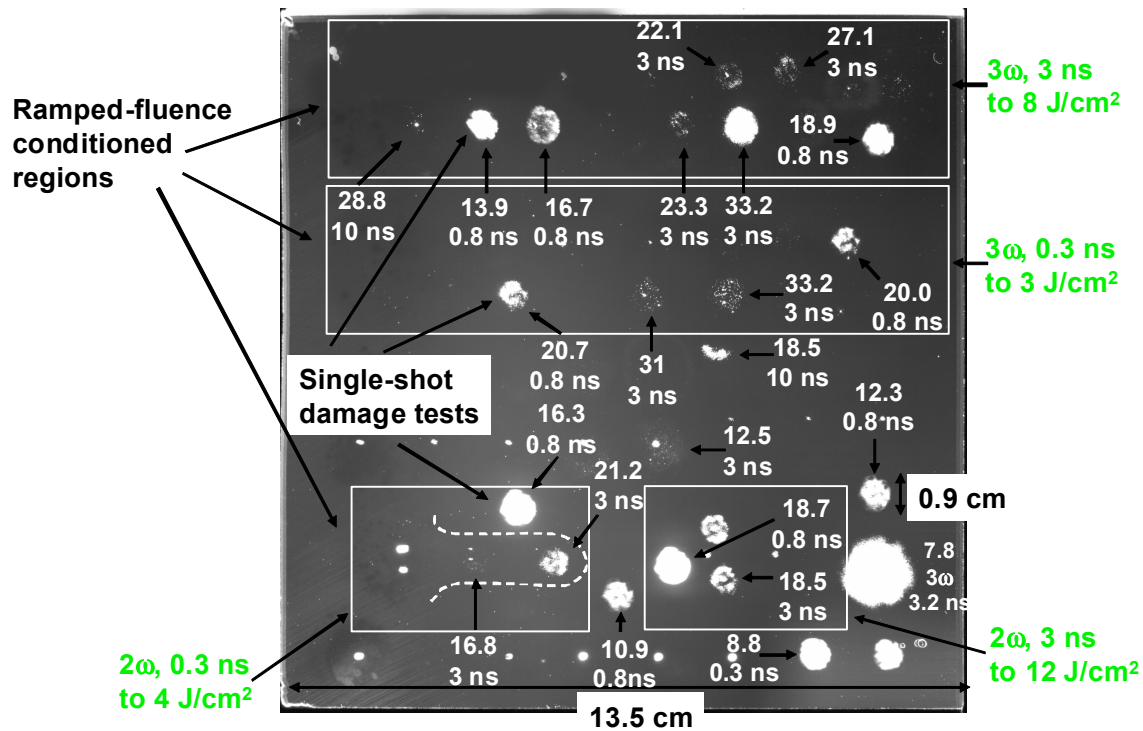 22.1
3 ns
27.1
3 ns
3ω, 3 ns
to 8 J/cm²
Ramped-fluence
conditioned
regions
18.9
0.8 ns
28.8
10 ns
13.9
0.8 ns
16.7
0.8 ns
23.3
3 ns
33.2
3 ns
3ω, 0.3 ns
to 3 J/cm²
33.2
3 ns
20.0
0.8 ns
20.7
0.8 ns
31
3 ns
18.5
10 ns
Single-shot
damage tests
16.3
0.8 ns
12.5
3 ns
12.3
0.8 ns
21.2
3 ns
0.9 cm
18.7
0.8 ns
7.8
3ω
3.2 ns
18.5
3 ns
16.8
3 ns
10.9
0.8ns
8.8
0.3 ns
2ω, 0.3 ns
to 4 J/cm²
2ω, 3 ns
to 12 J/cm²
13.5 cm